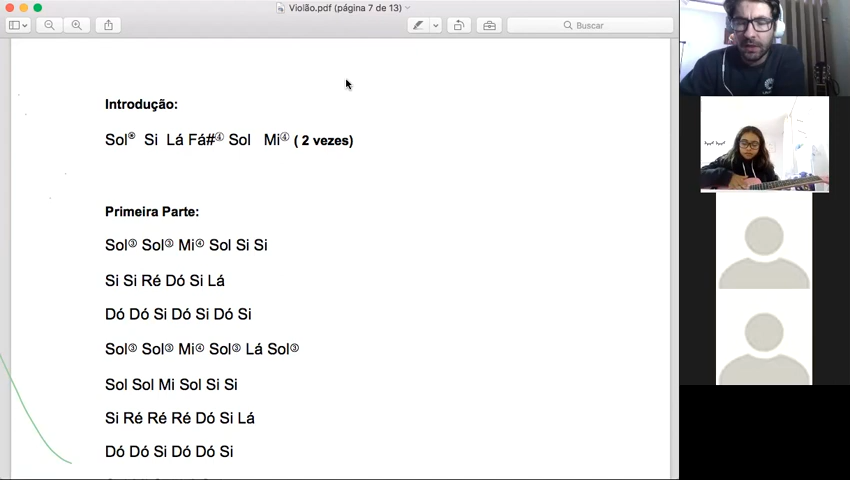 Violão.pdf (página 7 de 13)
Buscar
Introdução:
Sol Si Lá Fá#④ Sol Mi④ ( 2 vezes)
Primeira Parte:
Sol③ Sol③ Mi④ Sol Si Si
Si Si Ré Dó Si Lá
Dó Dó Si Dó Si Dó Si
Sol③ Sol③ Mi④ Sol③ Lá Sol③
Sol Sol Mi Sol Si Si
Si Ré Ré Ré Dó Si Lá
Dó Dó Si Dó Dó Si